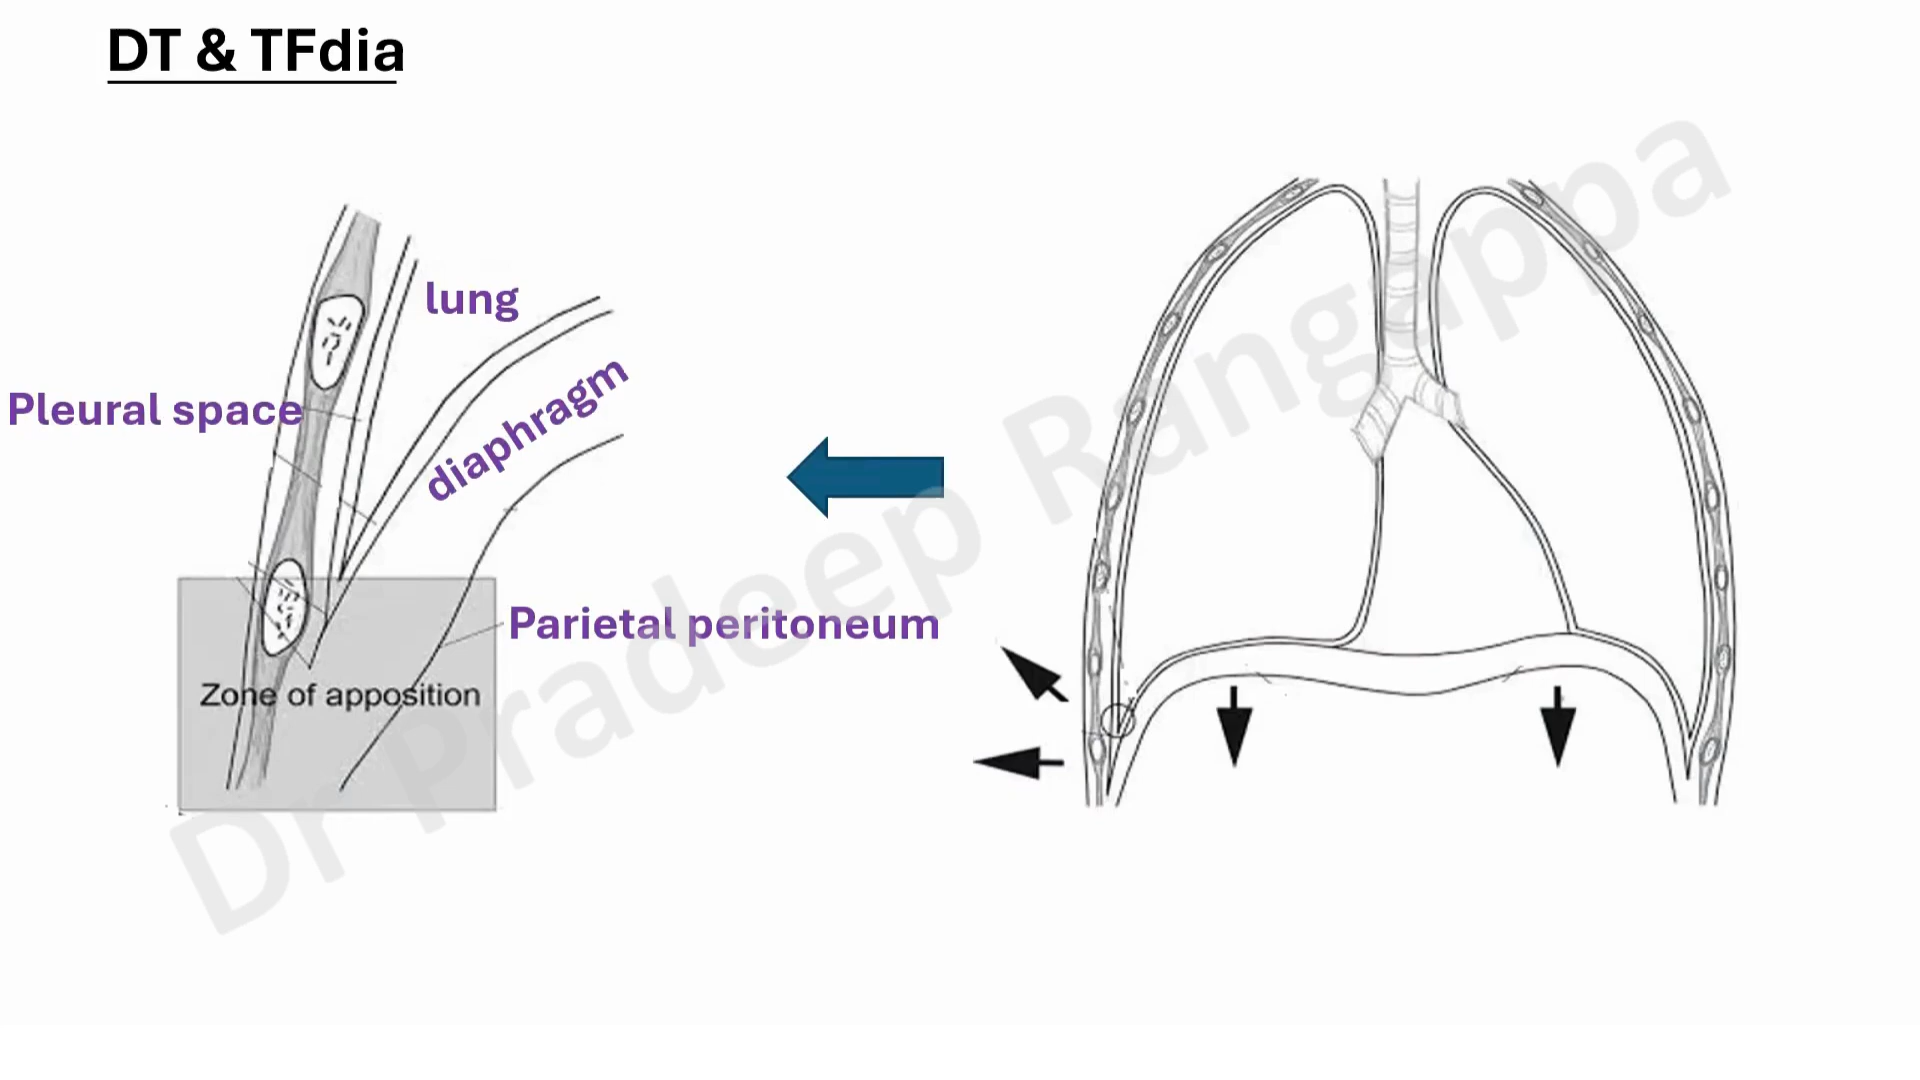 DT & TFdia
lung
Pleural space
diaphragm
Parietal peritoneum
Zone of apposition
Dr Pradeep Rangappa